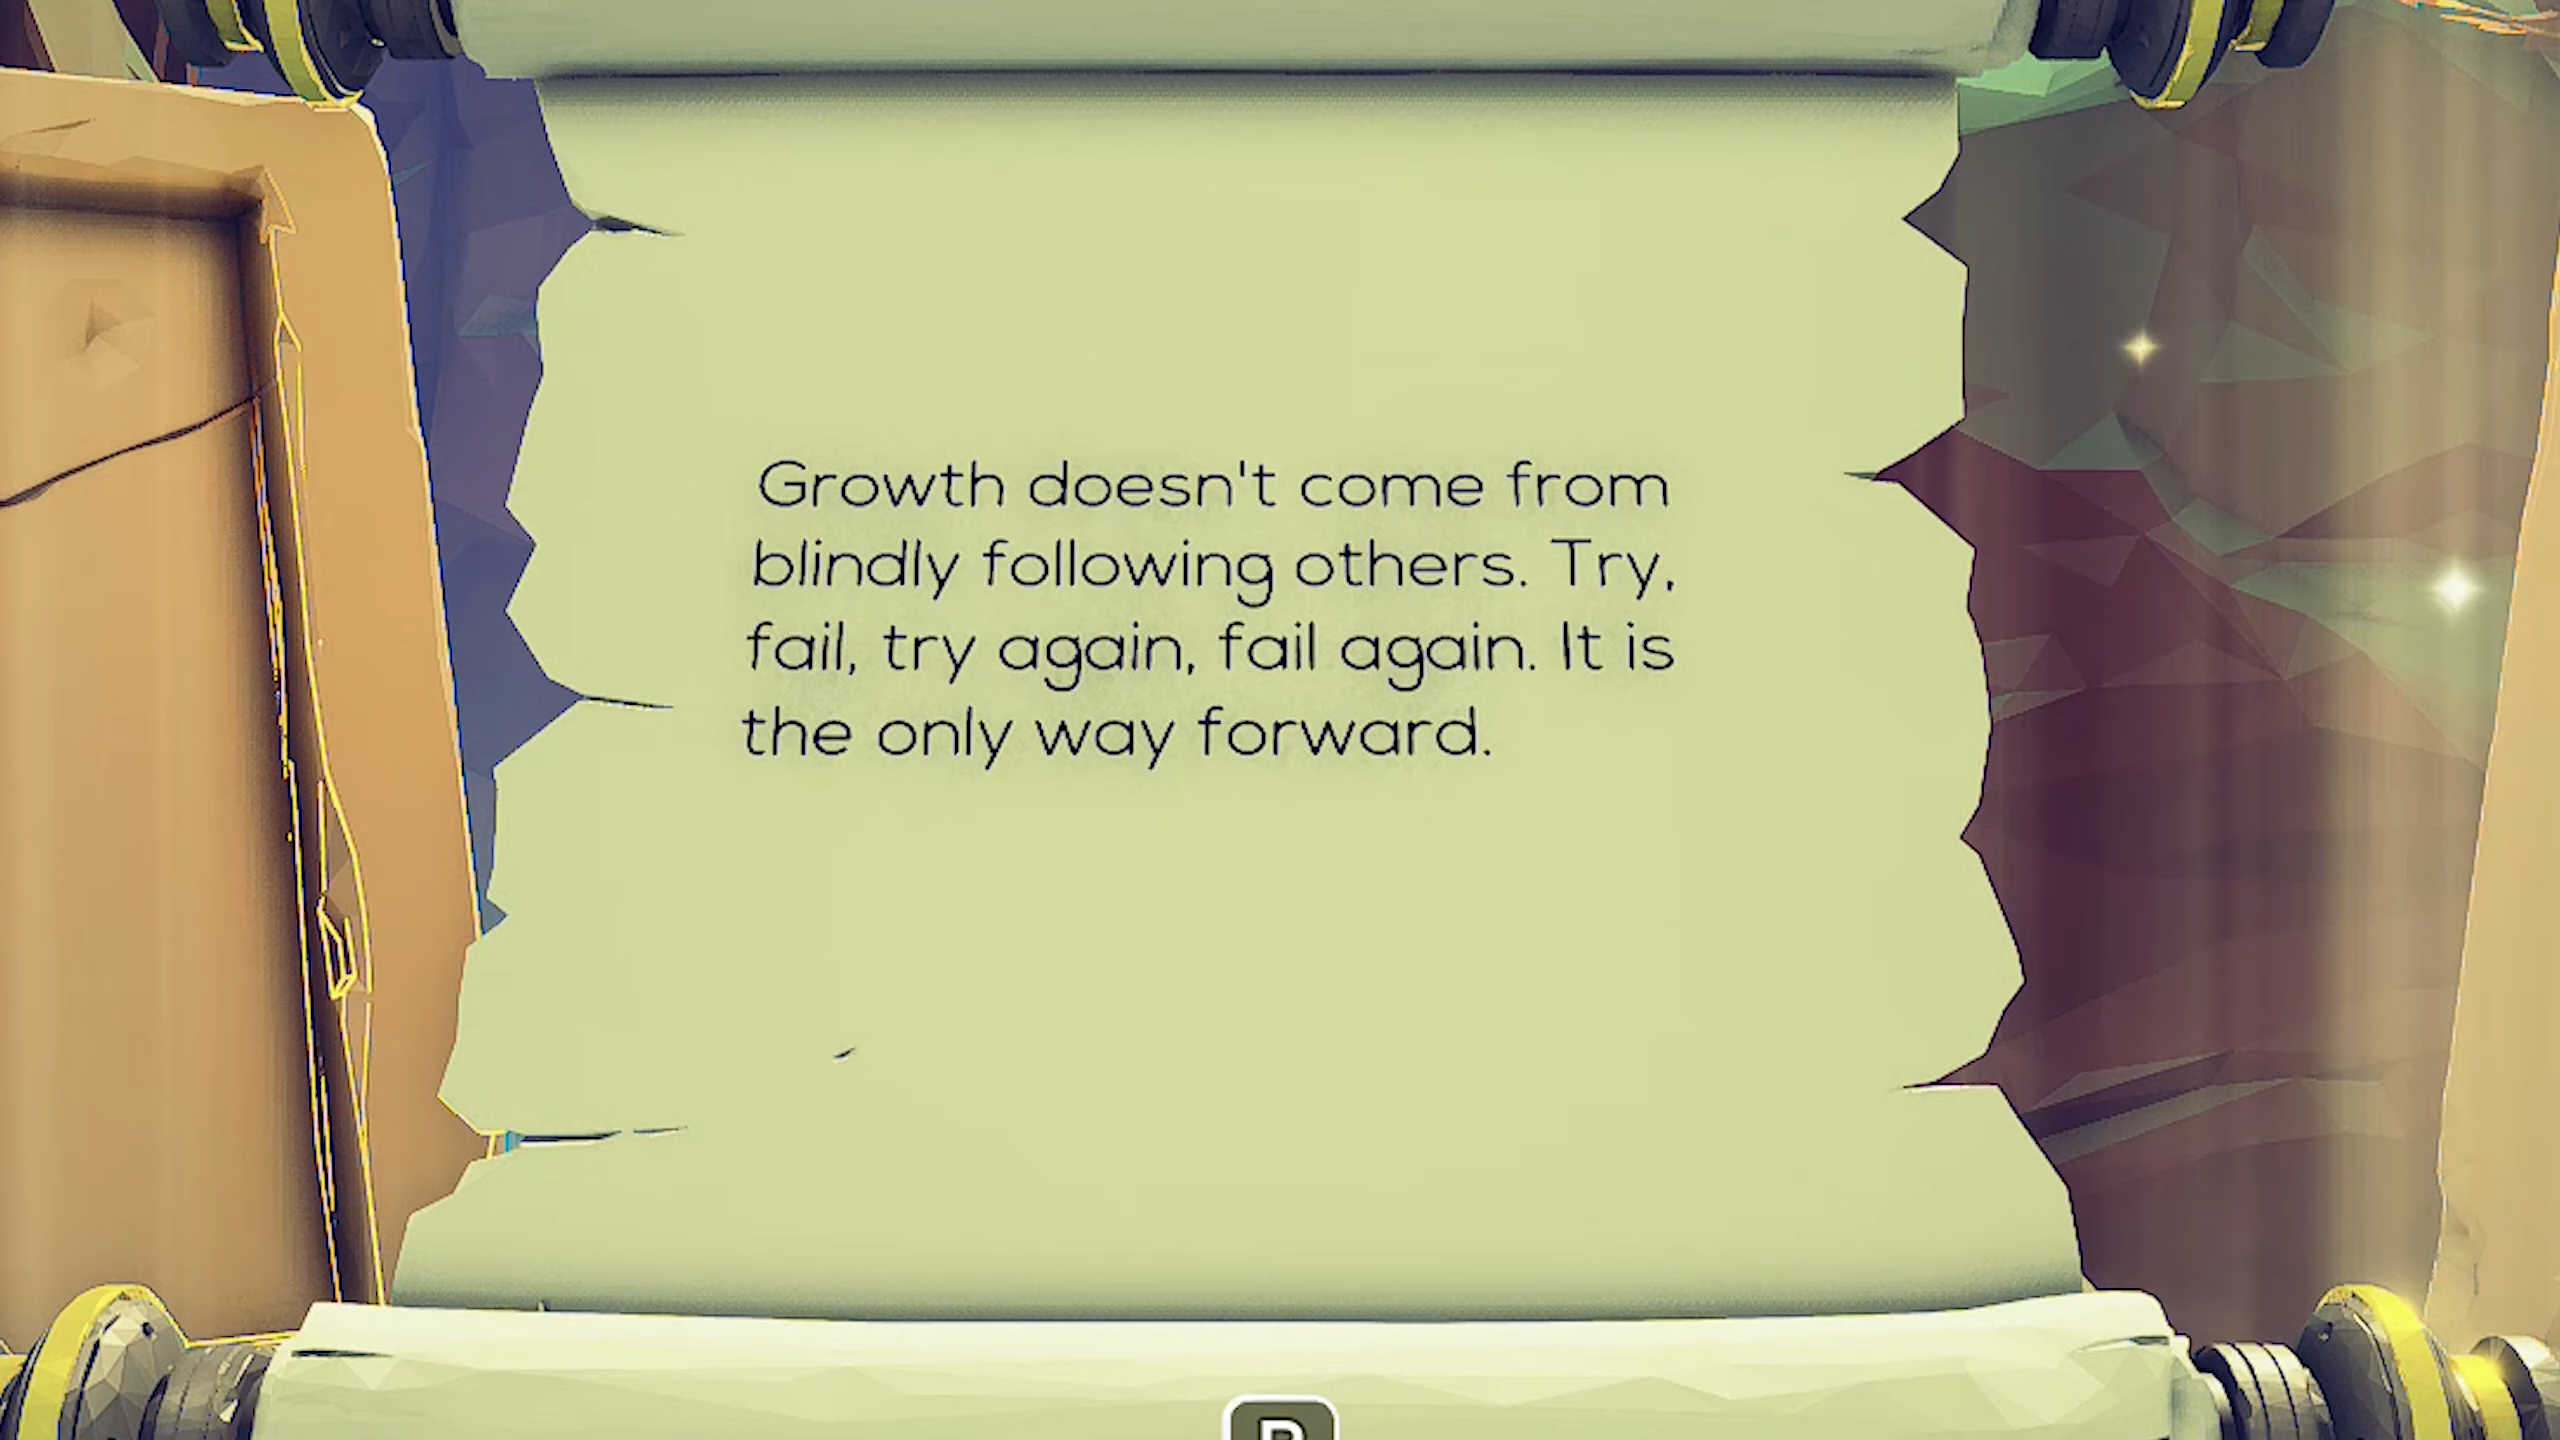 Growth doesn't come from
blindly following others. Try,
fail, try again, fail again. It is
the only way forward.